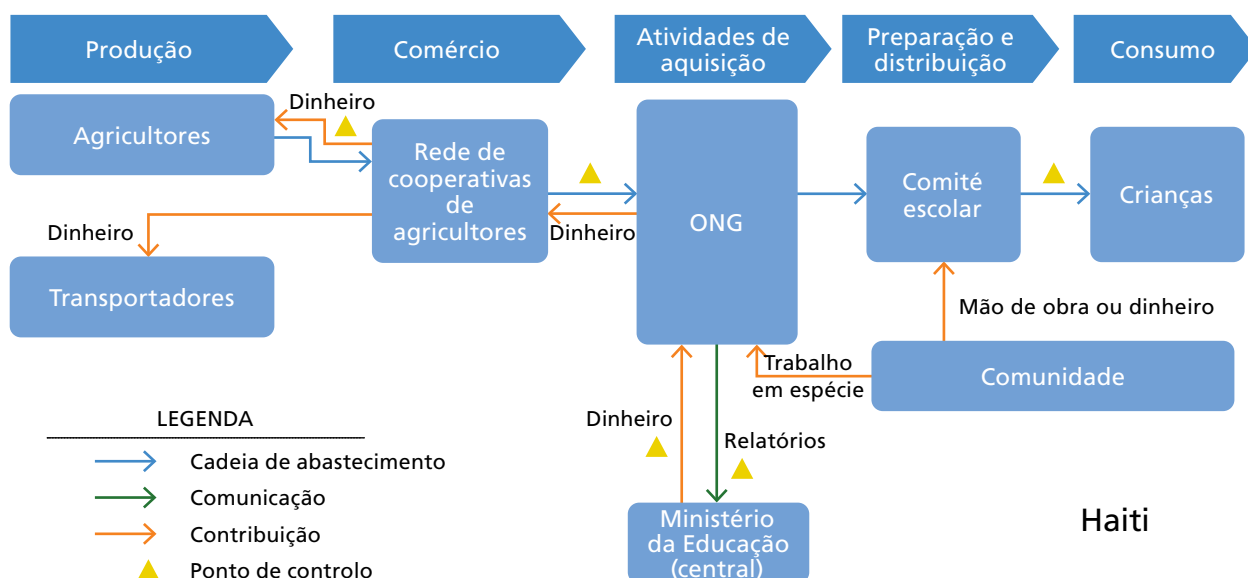 Produção
Comércio
Atividades de
aquisição
Preparação e
distribuição
Consumo
Dinheiro
Agricultores
Rede de
cooperativas
de
agricultores
ONG
Comité
escolar
Crianças
Dinheiro
Dinheiro
Transportadores
Mão de obra ou dinheiro
Trabalho
em espécie
Comunidade
LEGENDA
Dinheiro
Relatórios
Cadeia de abastecimento
Comunicação
Contribuição
Ponto de controlo
Ministério
da Educação
(central)
Haiti